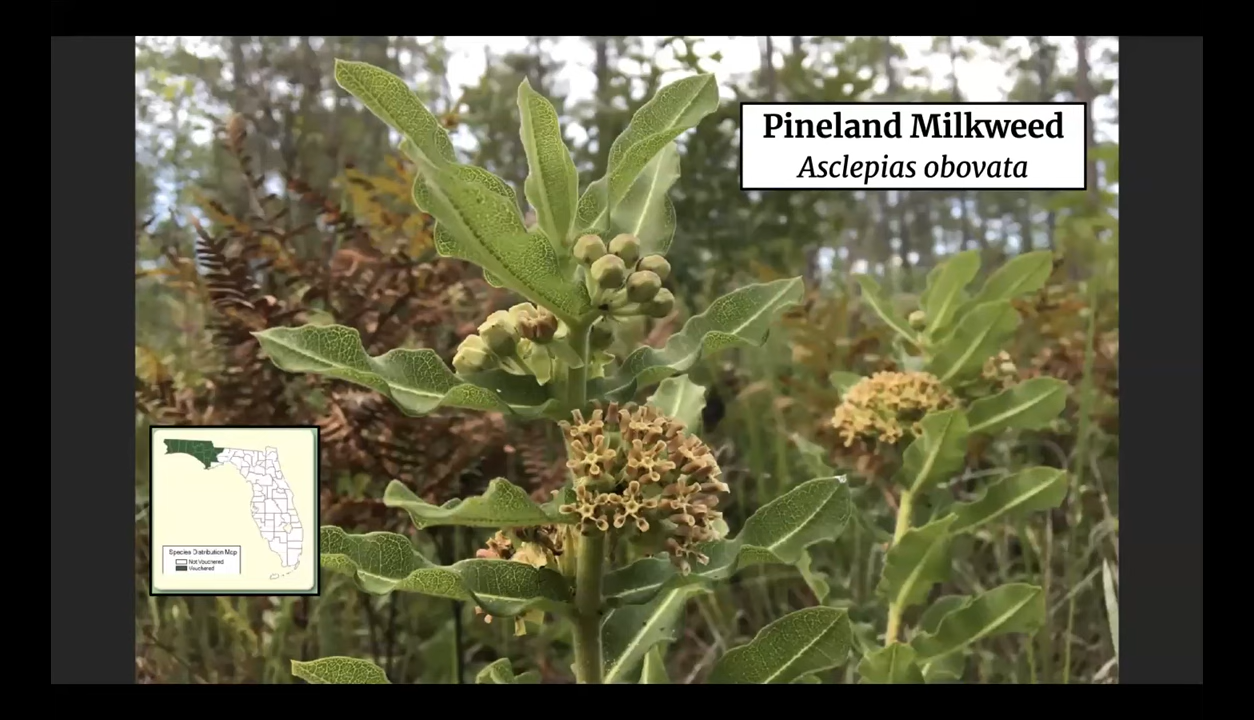 Pineland Milkweed
Asclepias obovata
Species Distribution Map
Not Vouchered
Vouchered